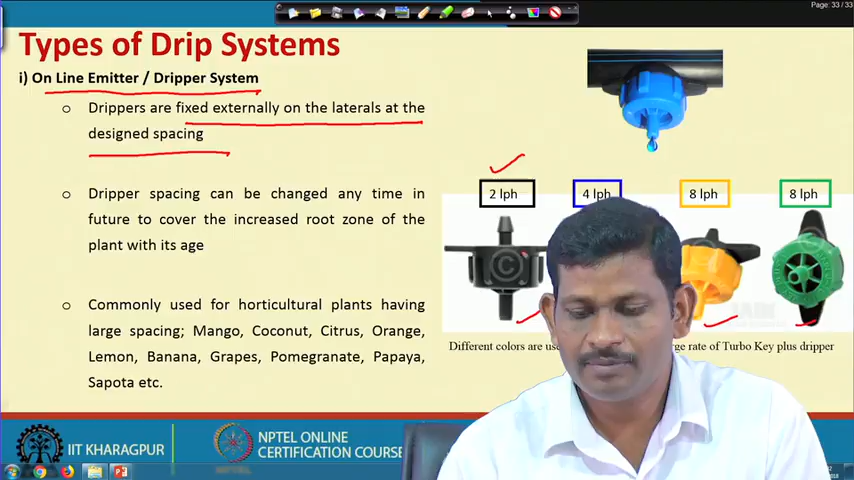 Page: 33 / 33
Types of Drip Systems
i) On Line Emitter / Dripper System
o Drippers are fixed externally on the laterals at the
designed spacing
o Dripper spacing can be changed any time in
future to cover the increased root zone of the
plant with its age
o Commonly used for horticultural plants having
large spacing; Mango, Coconut, Citrus, Orange,
Lemon, Banana, Grapes, Pomegranate, Papaya,
Sapota etc.
2 lph 4 lph 8 lph 8 lph
Different colors are rate of Turbo Key plus dripper
IIT KHARAGPUR
NPTEL ONLINE
CERTIFICATION COURSE